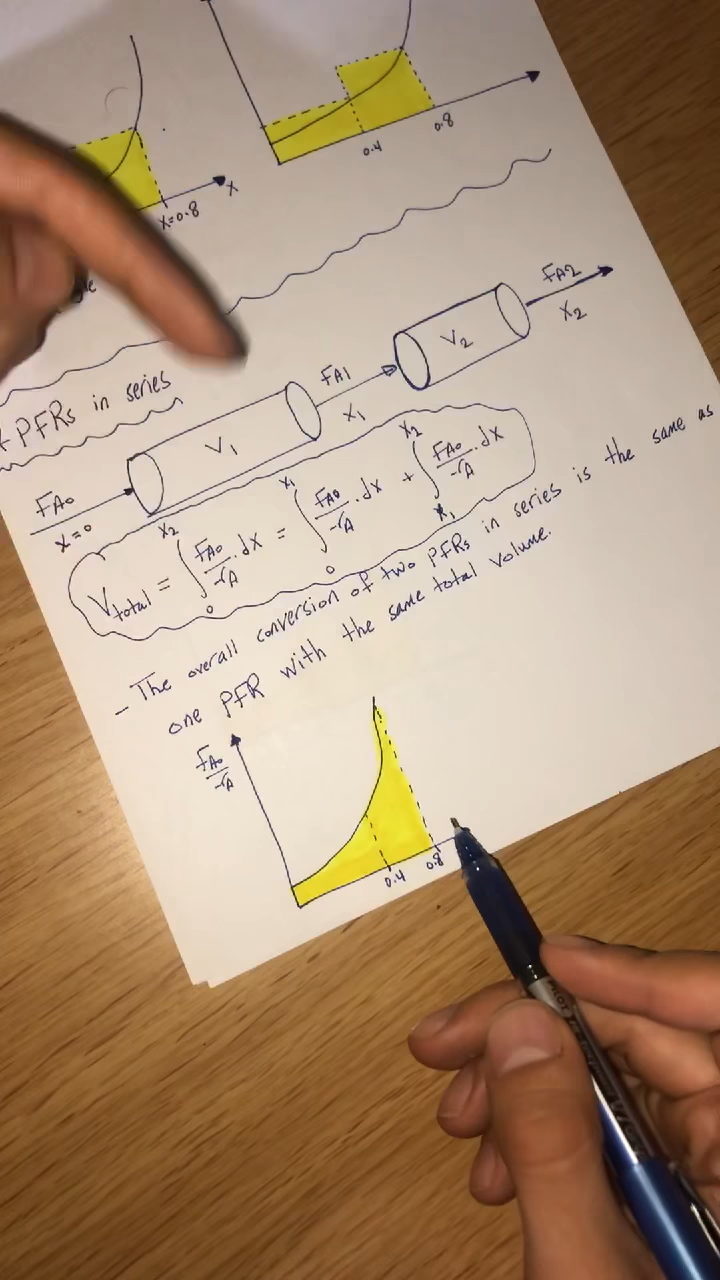 0.4
0.8
X
X=0.8
PFRs in series
FA0
X=0
V1
FA1
X1
V2
FA2
X2
Vtotal = ∫0^X2 FA0/-rA . dX = ∫0^X1 FA0/-rA . dX + ∫X1^X2 FA0/-rA . dX
- The overall conversion of two PFRs in series is the same as
one PFR with the same total volume.
FA0/-rA
0.4
0.8
PILOT